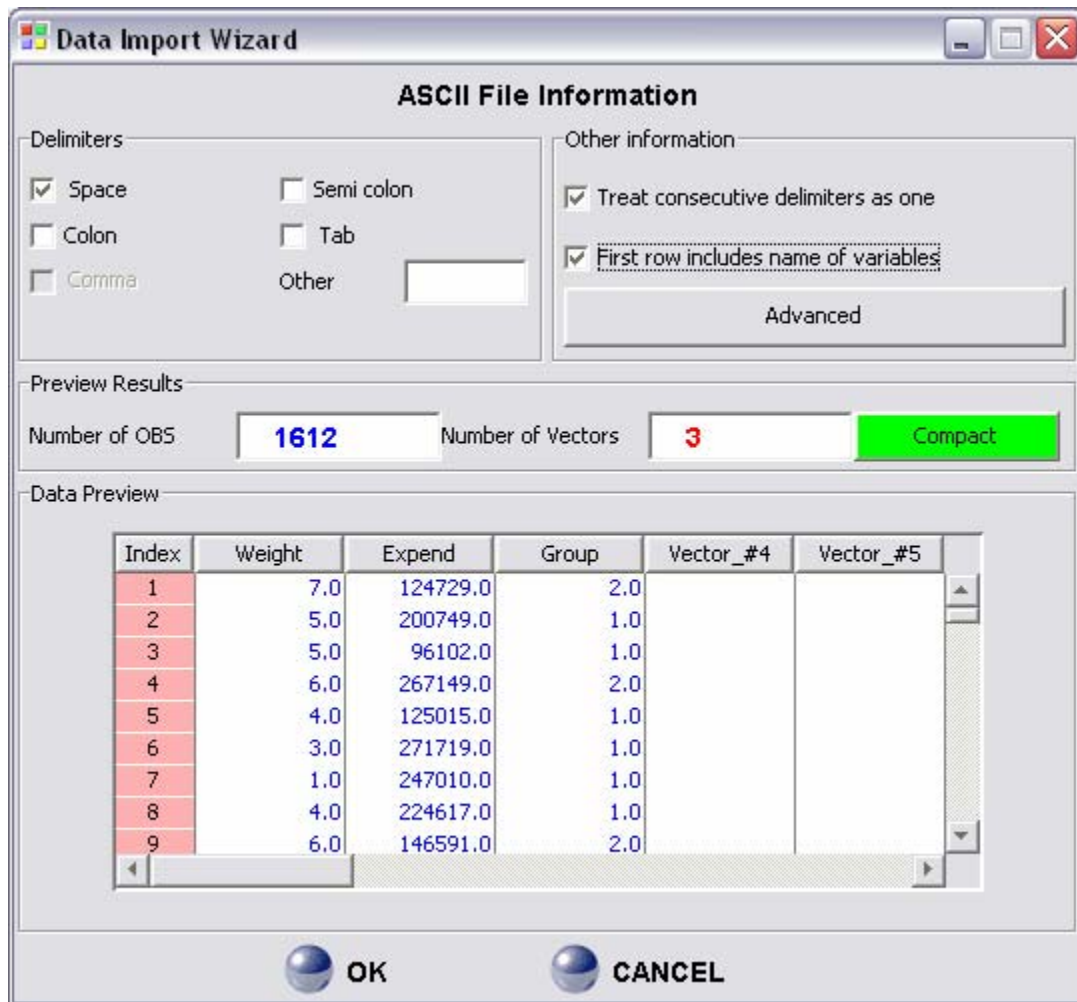 Data Import Wizard
ASCII File Information
Delimiters
Space
Semi colon
Colon
Tab
Comma
Other
Other information
Treat consecutive delimiters as one
First row includes name of variables
Advanced
Preview Results
Number of OBS 1612 Number of Vectors 3 Compact
Data Preview
Index Weight Expend Group Vector_#4 Vector_#5
1 7.0 124729.0 2.0
2 5.0 200749.0 1.0
3 5.0 96102.0 1.0
4 6.0 267149.0 2.0
5 4.0 125015.0 1.0
6 3.0 271719.0 1.0
7 1.0 247010.0 1.0
8 4.0 224617.0 1.0
9 6.0 146591.0 2.0
OK CANCEL